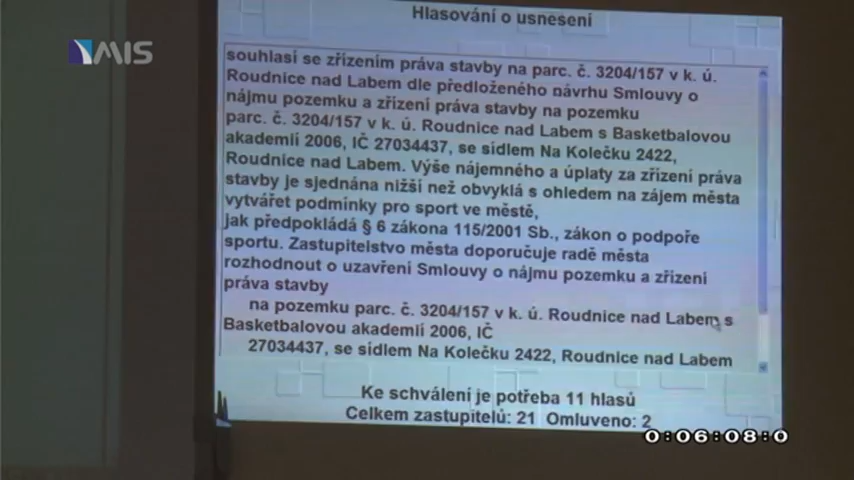 Hlasování o usnesení
MIS
souhlasí se zřízením práva stavby na parc. č. 3204/157 v k. ú.
Roudnice nad Labem dle předloženého návrhu Smlouvy o
nájmu pozemku a zřízení práva stavby na pozemku
parc. č. 3204/157 v k. ú. Roudnice nad Labem s Basketbalovou
akademií 2006, IČ 27034437, se sídlem Na Kolečku 2422,
Roudnice nad Labem. Výše nájemného a úplaty za zřízení práva
stavby je sjednána nižší než obvyklá s ohledem na zájem města
vytvářet podmínky pro sport ve městě,
jak předpokládá § 6 zákona 115/2001 Sb., zákon o podpoře
sportu. Zastupitelstvo města doporučuje radě města
rozhodnout o uzavření Smlouvy o nájmu pozemku a zřízení
práva stavby
na pozemku parc. č. 3204/157 v k. ú. Roudnice nad Labem s
Basketbalovou akademií 2006, IČ
27034437, se sídlem Na Kolečku 2422, Roudnice nad Labem
Ke schválení je potřeba 11 hlasů
Celkem zastupitelů: 21 Omluveno: 2
0:06:08:0